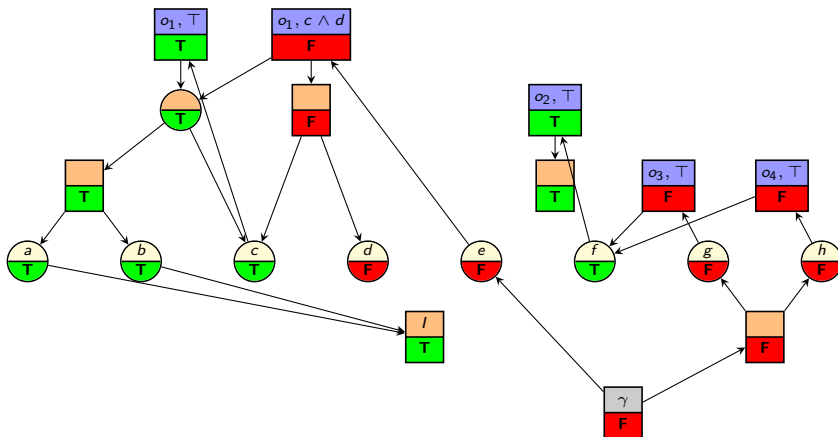 o₁, ⊤
T
o₁, c ∧ d
F
T
F
o₂, ⊤
T
T
T
o₃, ⊤
F
o₄, ⊤
F
a
T
b
T
c
T
d
F
e
F
f
T
g
F
h
F
I
T
F
γ
F